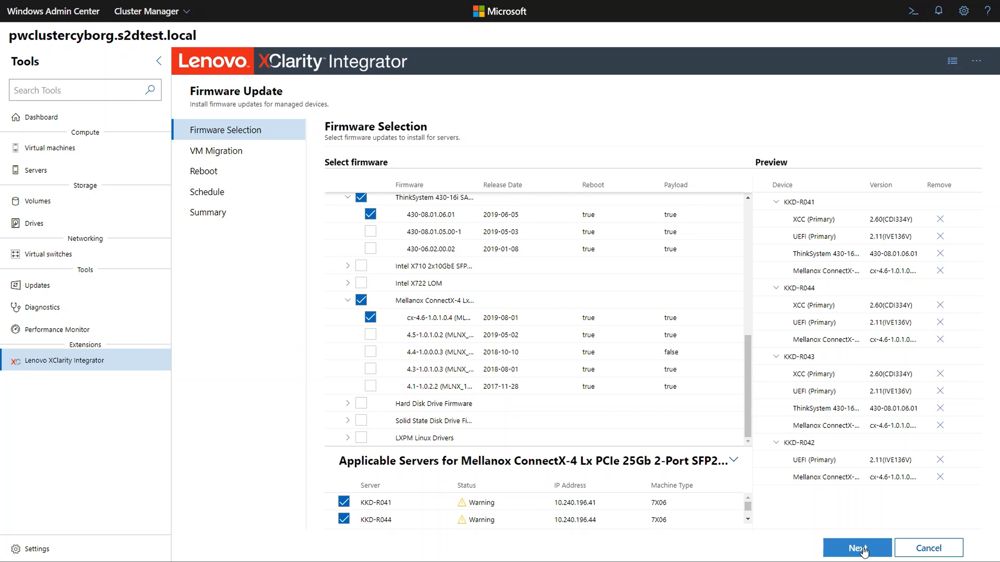 Windows Admin Center Cluster Manager Microsoft
pwclustercyborg.s2dtest.local
Tools
Search Tools
Dashboard
Compute
Virtual machines
Servers
Storage
Volumes
Drives
Networking
Virtual switches
Tools
Updates
Diagnostics
Performance Monitor
Extensions
XC Lenovo XClarity Integrator
Settings
Lenovo™ XClarity™ Integrator
Firmware Update
Install firmware updates for managed devices.
Firmware Selection
VM Migration
Reboot
Schedule
Summary
Firmware Selection
Select firmware updates to install for servers.
Select firmware
Firmware Release Date Reboot Payload
ThinkSystem 430-16i SA...
430-08.01.06.01 2019-06-05 true true
430-08.01.05.00-1 2019-05-03 true true
430-06.02.00.02 2019-01-08 true true
Intel X710 2x10GbE SFP...
Intel X722 LOM
Mellanox ConnectX-4 Lx...
cx-4.6-1.0.1.0.4 (ML... 2019-08-01 true true
4.5-1.0.1.0.2 (MLNX_... 2019-05-02 true true
4.4-1.0.0.0.3 (MLNX_... 2018-10-10 true false
4.3-1.0.1.0.3 (MLNX_... 2018-08-01 true true
4.1-1.0.2.2 (MLNX_1... 2017-11-28 true true
Hard Disk Drive Firmware
Solid State Disk Drive Fi...
LXPM Linux Drivers
Applicable Servers for Mellanox ConnectX-4 Lx PCIe 25Gb 2-Port SFP2...
Server Status IP Address Machine Type
KKD-R041 Warning 10.240.196.41 7X06
KKD-R044 Warning 10.240.196.44 7X06
Preview
Device Version Remove
KKD-R041
XCC (Primary) 2.60(CDI334Y)
UEFI (Primary) 2.11(IVE136V)
ThinkSystem 430-16... 430-08.01.06.01
Mellanox ConnectX-... cx-4.6-1.0.1.0....
KKD-R044
XCC (Primary) 2.60(CDI334Y)
UEFI (Primary) 2.11(IVE136V)
Mellanox ConnectX-... cx-4.6-1.0.1.0....
KKD-R043
XCC (Primary) 2.60(CDI334Y)
UEFI (Primary) 2.11(IVE136V)
ThinkSystem 430-16... 430-08.01.06.01
Mellanox ConnectX-... cx-4.6-1.0.1.0....
KKD-R042
UEFI (Primary) 2.11(IVE136V)
Mellanox ConnectX-... cx-4.6-1.0.1.0....
Next Cancel